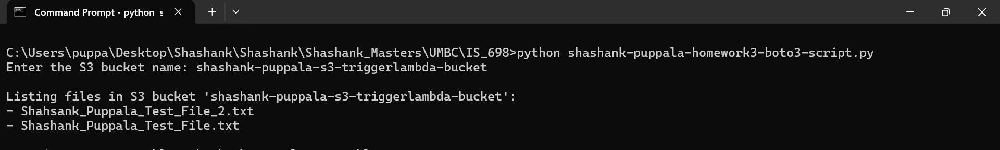 Command Prompt - python s
C:\Users\puppa\Desktop\Shashank\Shashank\Shashank_Masters\UMBC\IS_698>python shashank-puppala-homework3-boto3-script.py
Enter the S3 bucket name: shashank-puppala-s3-triggerlambda-bucket
Listing files in S3 bucket 'shashank-puppala-s3-triggerlambda-bucket':
- Shahsank_Puppala_Test_File_2.txt
- Shashank_Puppala_Test_File.txt